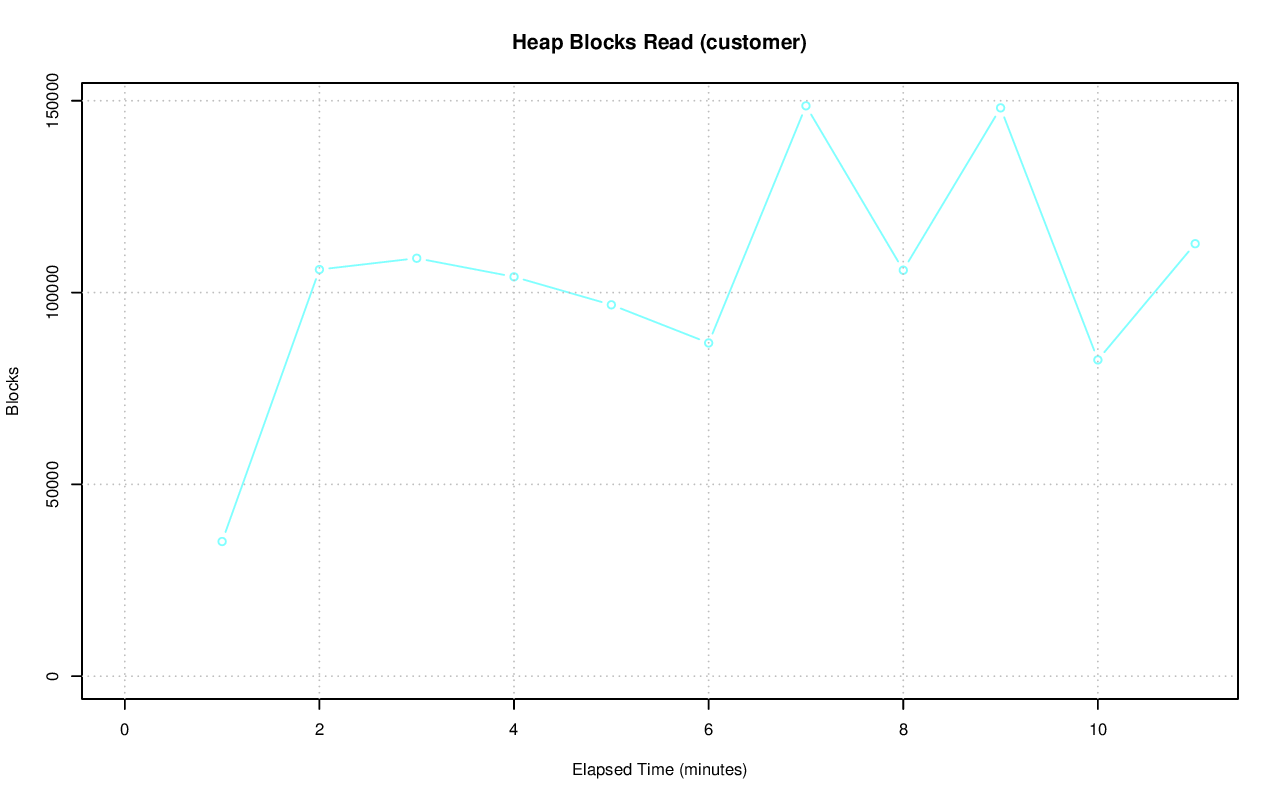 Heap Blocks Read (customer)
150000
100000
50000
0
Blocks
0 2 4 6 8 10
Elapsed Time (minutes)